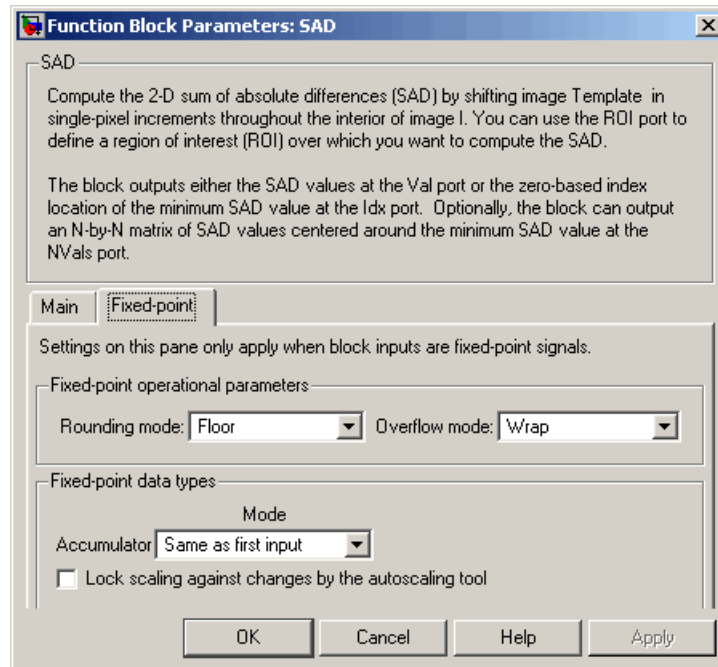 Function Block Parameters: SAD
SAD
Compute the 2-D sum of absolute differences (SAD) by shifting image Template  in
single-pixel increments throughout the interior of image I. You can use the ROI port to
define a region of interest (ROI) over which you want to compute the SAD.
The block outputs either the SAD values at the Val port or the zero-based index
location of the minimum SAD value at the Idx port.  Optionally, the block can output
an N-by-N matrix of SAD values centered around the minimum SAD value at the
NVals port.
Main Fixed-point
Settings on this pane only apply when block inputs are fixed-point signals.
Fixed-point operational parameters
Rounding mode: Floor Overflow mode: Wrap
Fixed-point data types
Mode
Accumulator Same as first input
Lock scaling against changes by the autoscaling tool
OK Cancel Help Apply